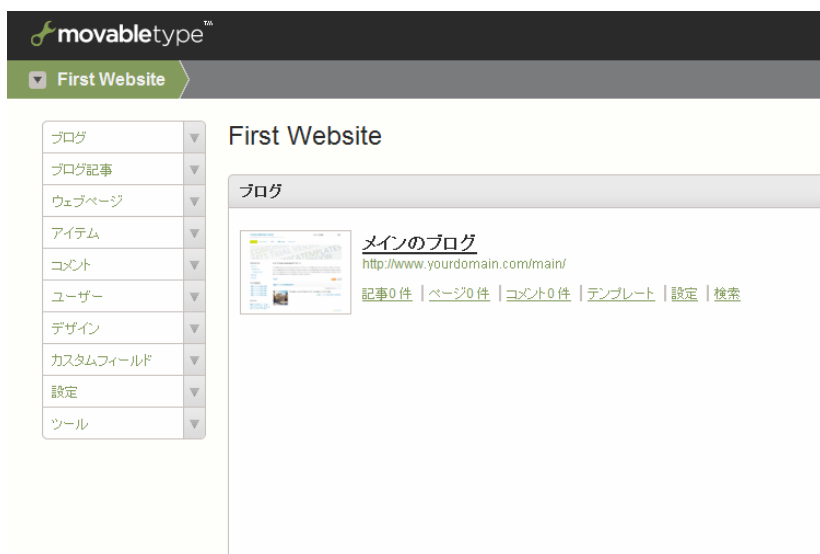 movabletype™
First Website
ブログ
ブログ記事
ウェブページ
アイテム
コメント
ユーザー
デザイン
カスタムフィールド
設定
ツール
First Website
ブログ
メインのブログ
http://www.yourdomain.com/main/
記事0件 | ページ0件 | コメント0件 | テンプレート | 設定 | 検索